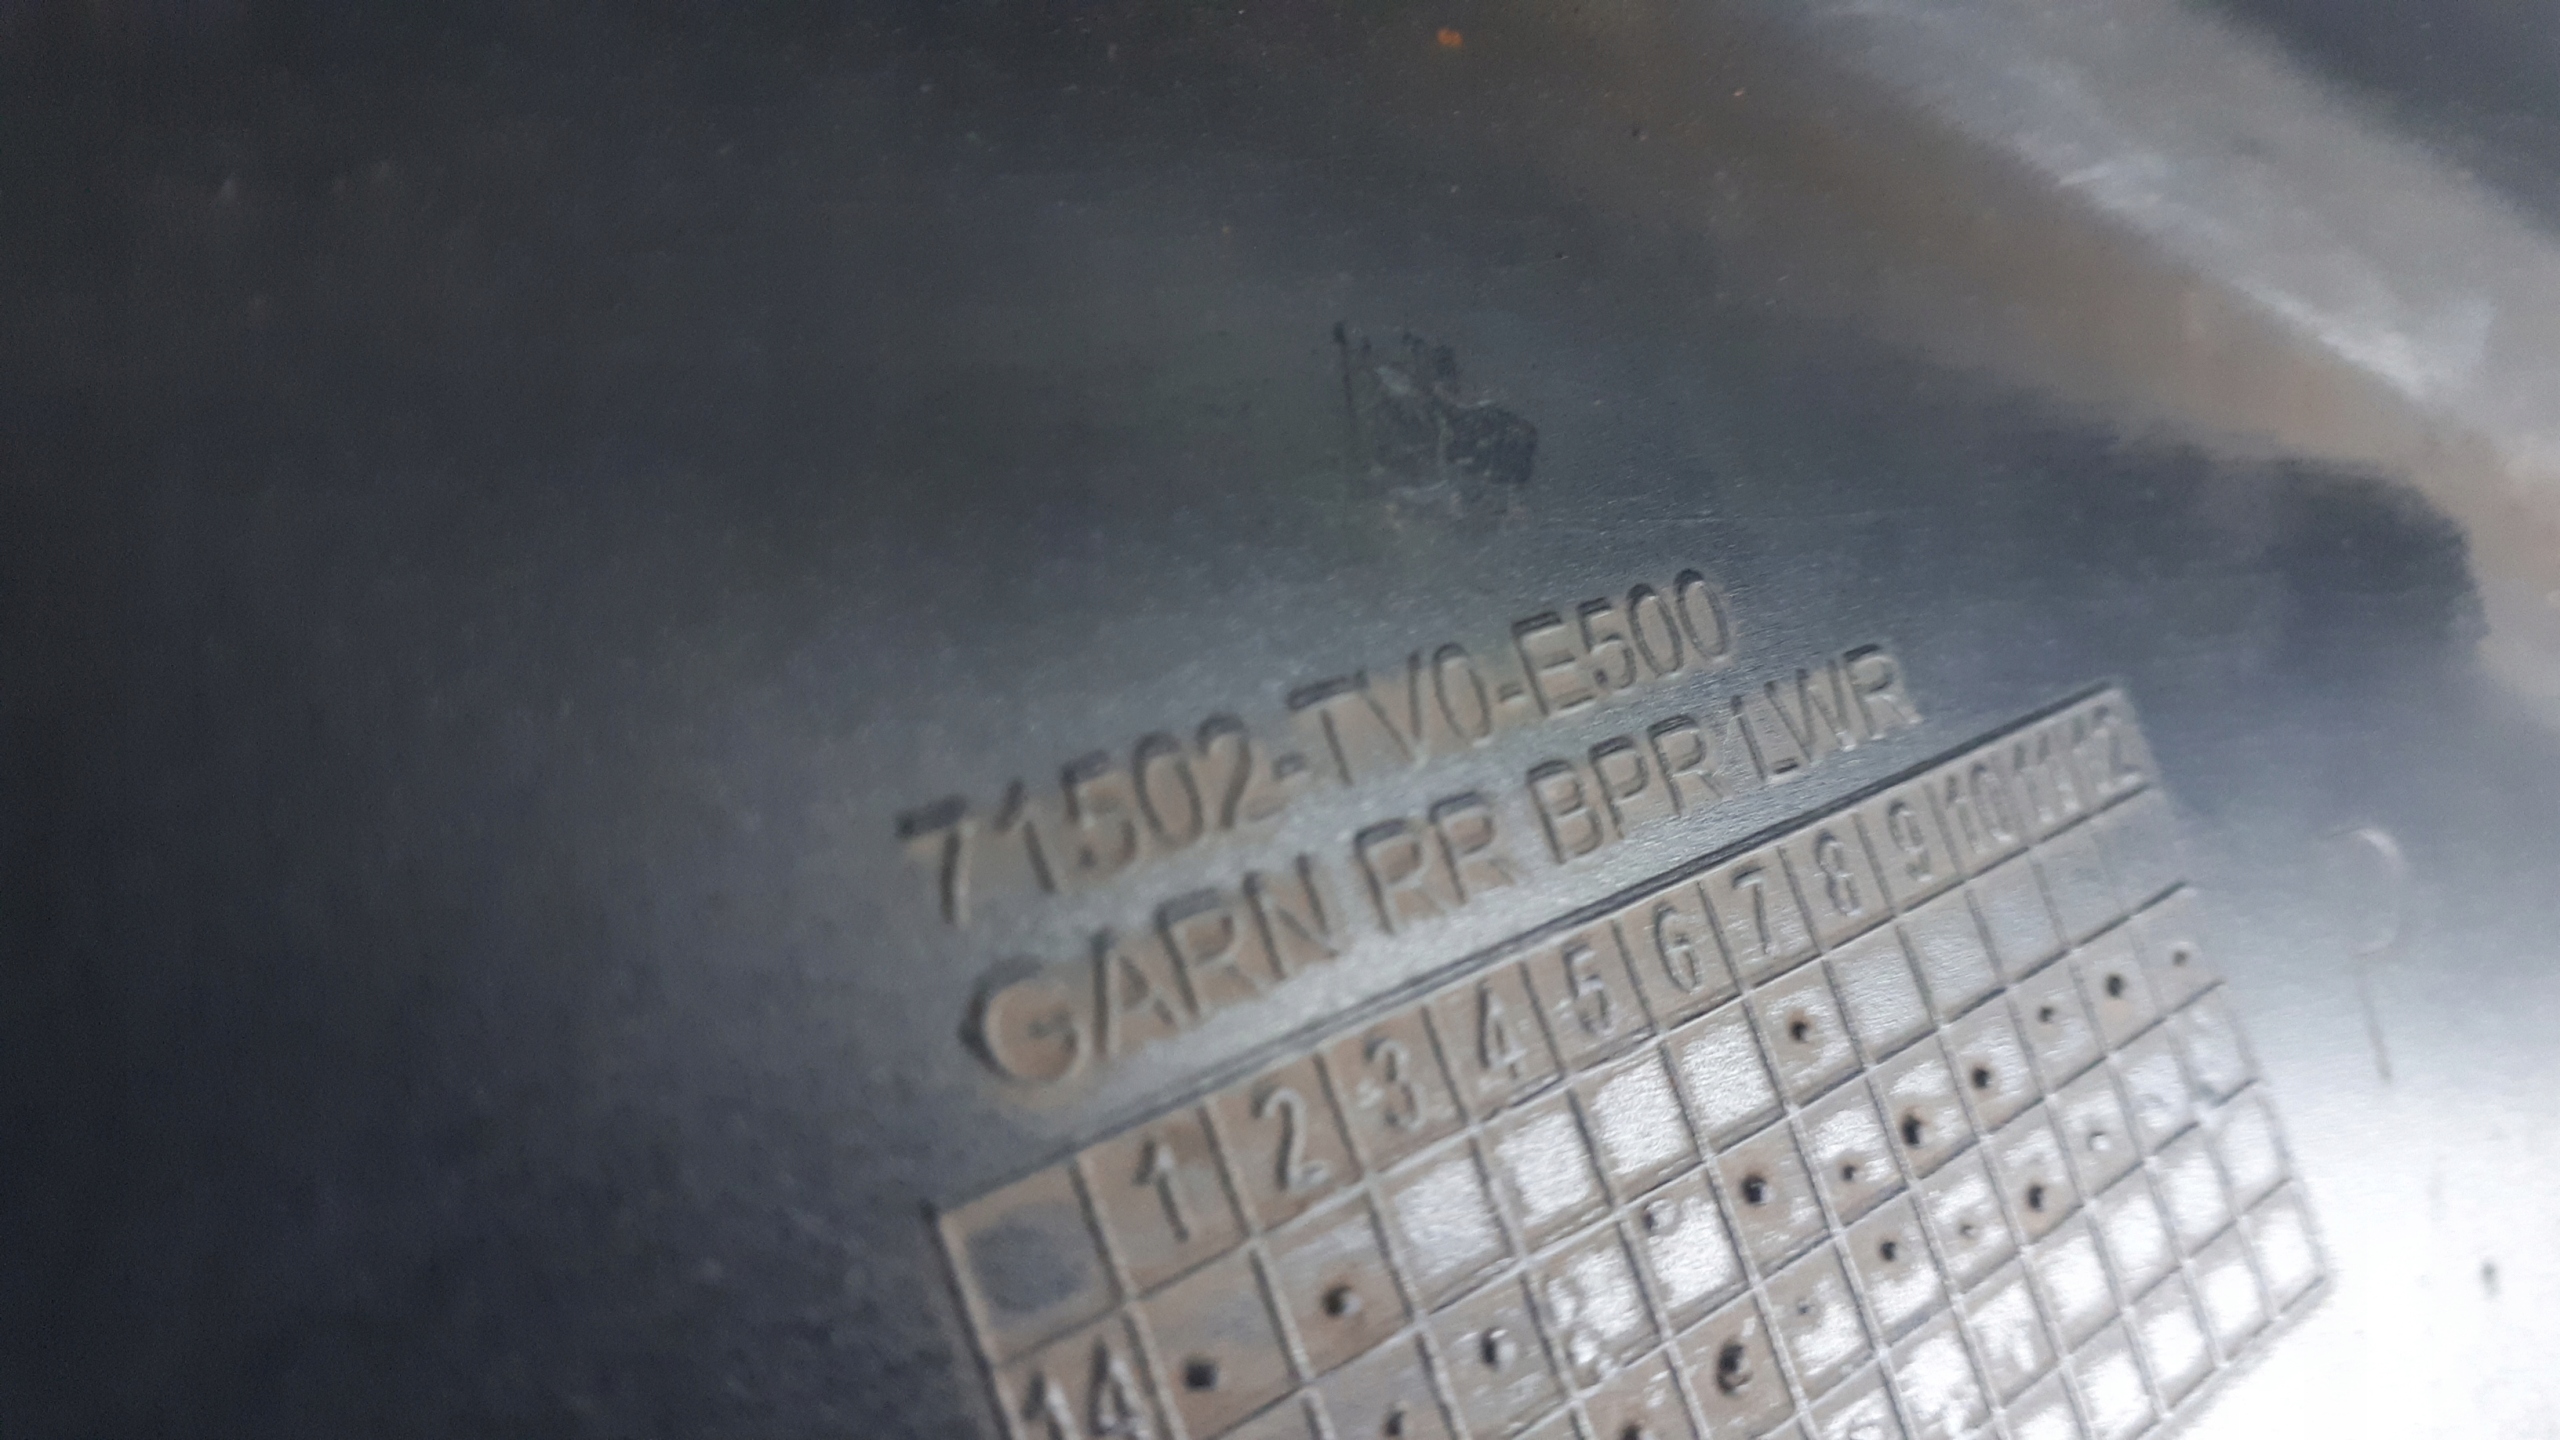 71502-TV0-E500
GARN RR BPR LWR
1 2 3 4 5 6 7 8 9 10 11 12
14